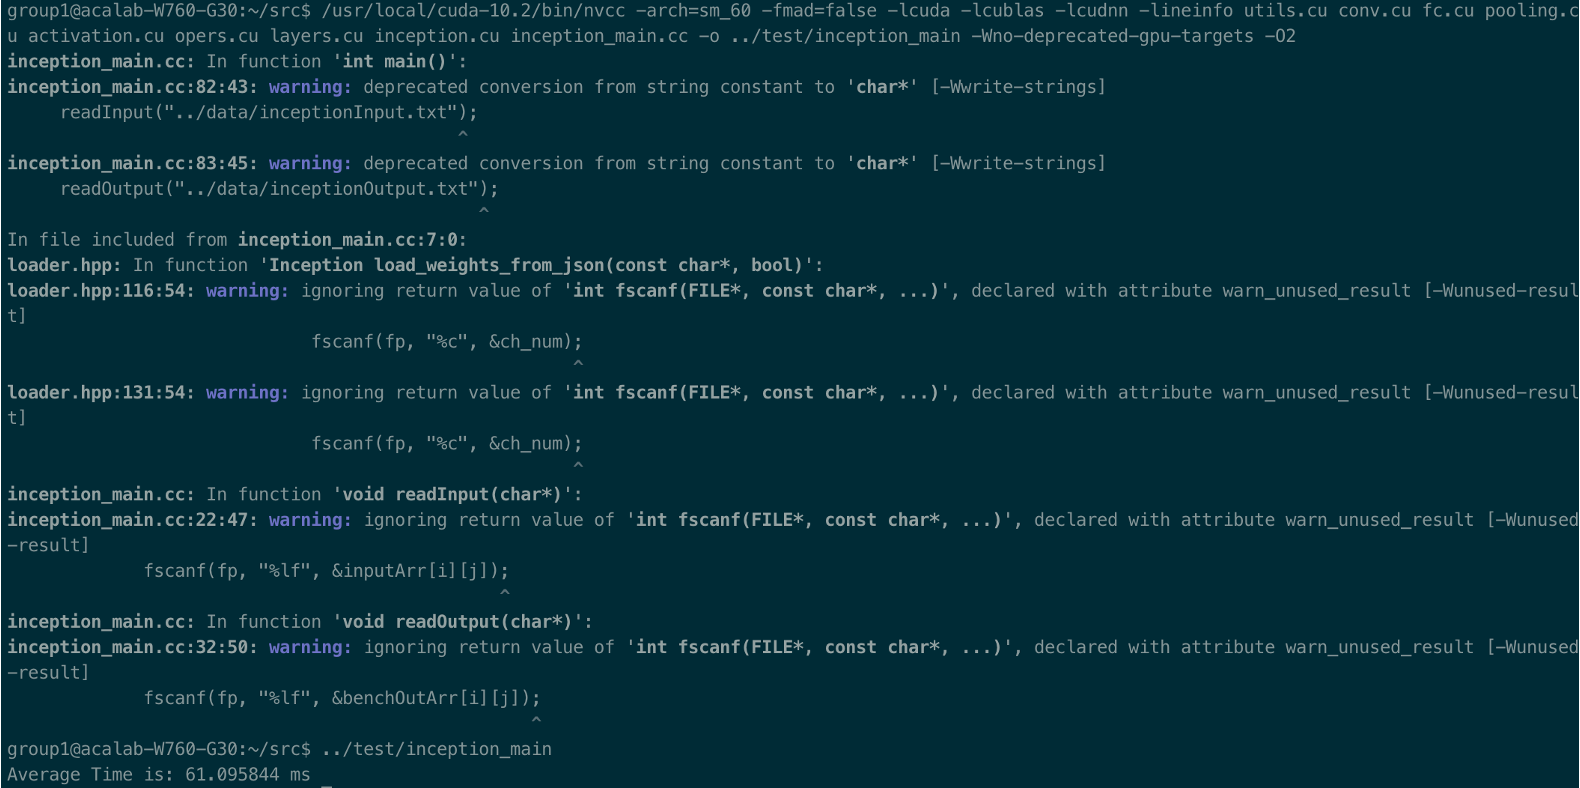 group1@acalab-W760-G30:~/src$ /usr/local/cuda-10.2/bin/nvcc -arch=sm_60 -fmad=false -lcuda -lcublas -lcudnn -lineinfo utils.cu conv.cu fc.cu pooling.c
u activation.cu opers.cu layers.cu inception.cu inception_main.cc -o ../test/inception_main -Wno-deprecated-gpu-targets -O2
inception_main.cc: In function 'int main()':
inception_main.cc:82:43: warning: deprecated conversion from string constant to 'char*' [-Wwrite-strings]
     readInput("../data/inceptionInput.txt");
                                           ^
inception_main.cc:83:45: warning: deprecated conversion from string constant to 'char*' [-Wwrite-strings]
     readOutput("../data/inceptionOutput.txt");
                                             ^
In file included from inception_main.cc:7:0:
loader.hpp: In function 'Inception load_weights_from_json(const char*, bool)':
loader.hpp:116:54: warning: ignoring return value of 'int fscanf(FILE*, const char*, ...)', declared with attribute warn_unused_result [-Wunused-resul
t]
                             fscanf(fp, "%c", &ch_num);
                                                      ^
loader.hpp:131:54: warning: ignoring return value of 'int fscanf(FILE*, const char*, ...)', declared with attribute warn_unused_result [-Wunused-resul
t]
                             fscanf(fp, "%c", &ch_num);
                                                      ^
inception_main.cc: In function 'void readInput(char*)':
inception_main.cc:22:47: warning: ignoring return value of 'int fscanf(FILE*, const char*, ...)', declared with attribute warn_unused_result [-Wunused
-result]
             fscanf(fp, "%lf", &inputArr[i][j]);
                                               ^
inception_main.cc: In function 'void readOutput(char*)':
inception_main.cc:32:50: warning: ignoring return value of 'int fscanf(FILE*, const char*, ...)', declared with attribute warn_unused_result [-Wunused
-result]
             fscanf(fp, "%lf", &benchOutArr[i][j]);
                                                  ^
group1@acalab-W760-G30:~/src$ ../test/inception_main
Average Time is: 61.095844 ms